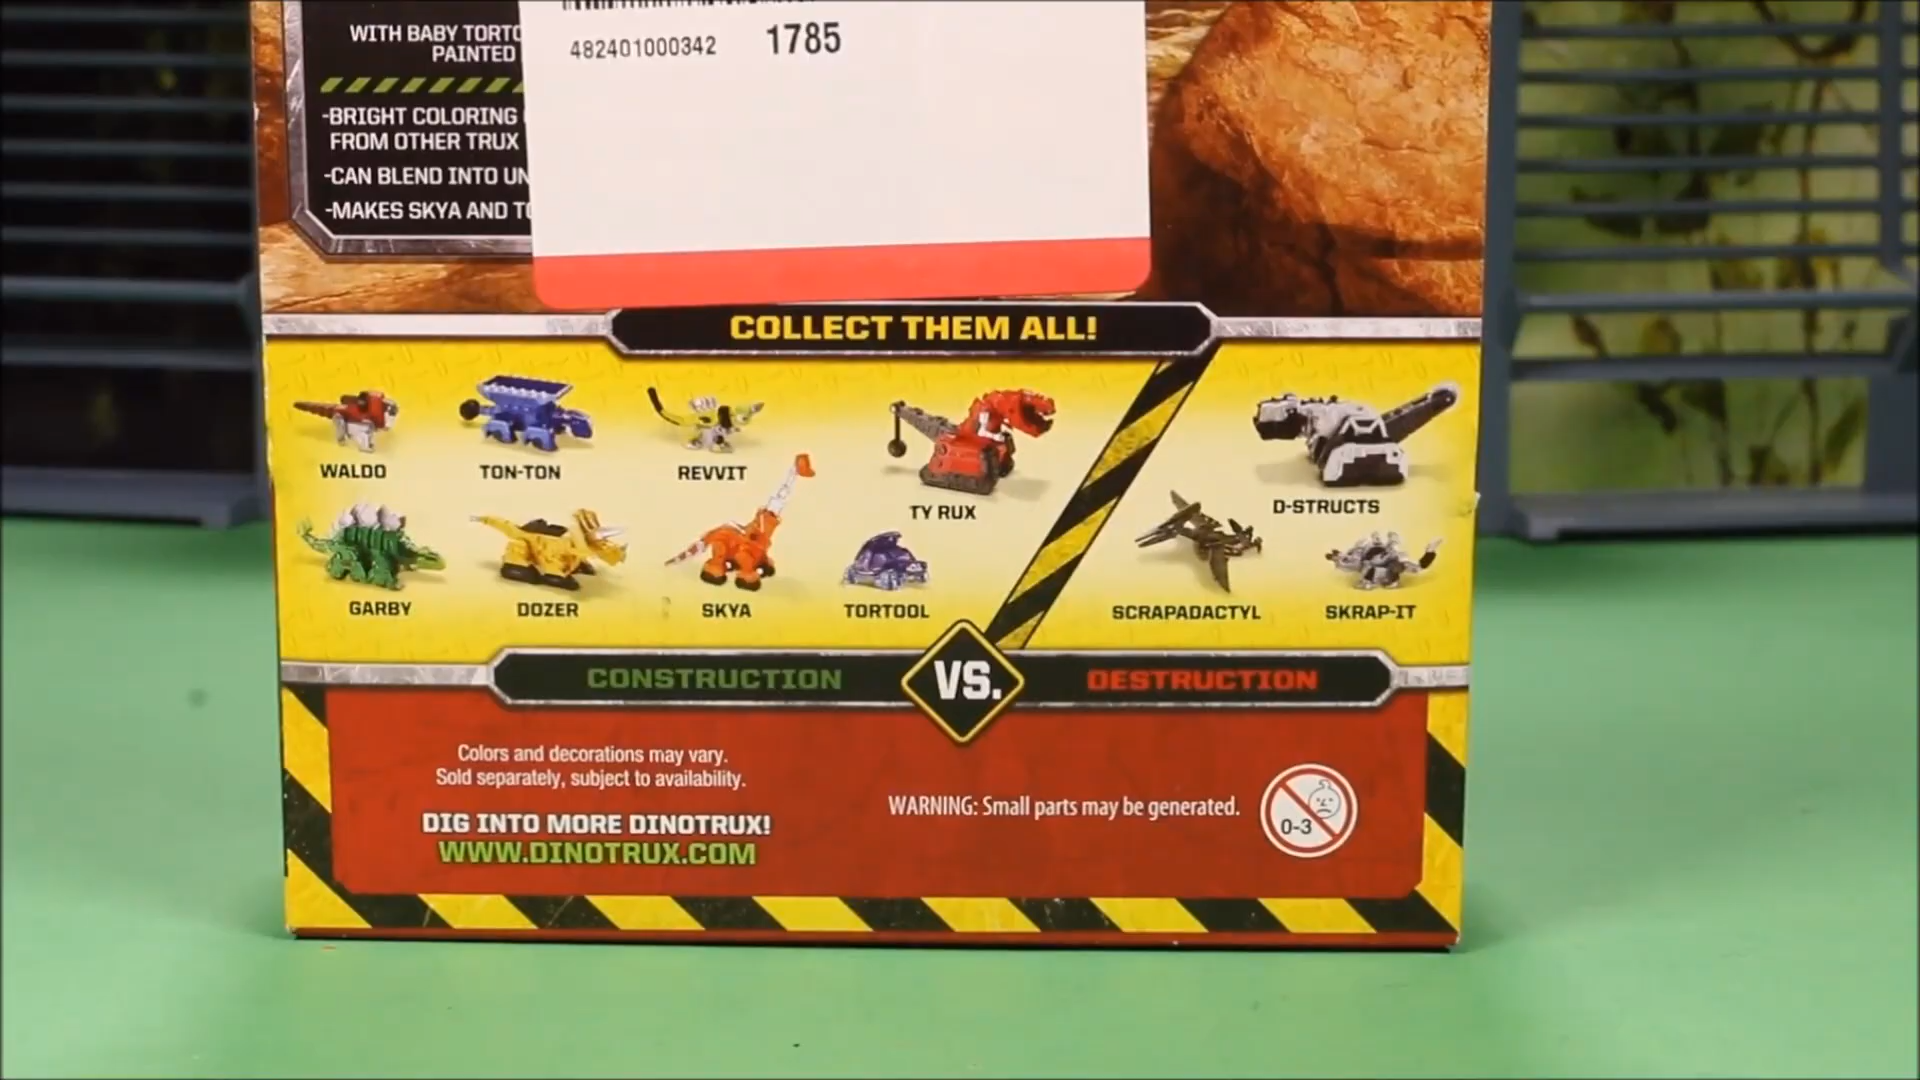 482401000342 1785
WITH BABY
PAINTED
-BRIGHT COLORING
FROM OTHER TRUX
-CAN BLEND INTO
-MAKES SKYA AND
COLLECT THEM ALL!
WALDO TON-TON REVVIT TY RUX D-STRUCTS
GARBY DOZER SKYA TORTOOL SCRAPADACTYL SKRAP-IT
CONSTRUCTION VS. DESTRUCTION
Colors and decorations may vary.
Sold separately, subject to availability.
DIG INTO MORE DINOTRUX!
WWW.DINOTRUX.COM
WARNING: Small parts may be generated.
0-3